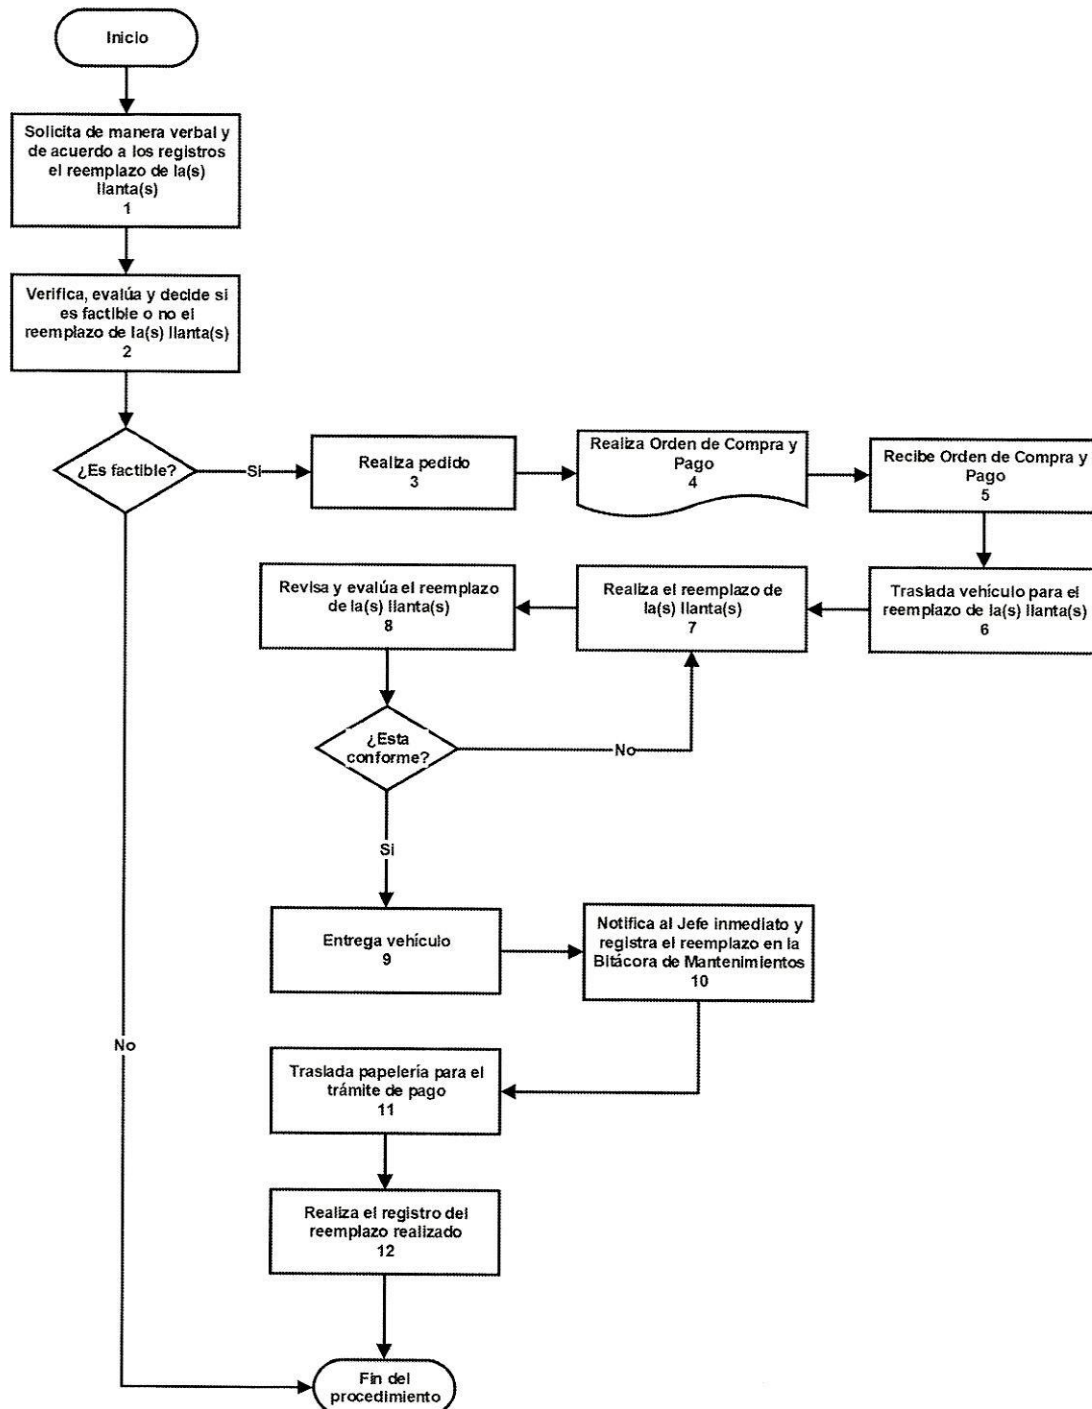 Inicio
Solicita de manera verbal y
de acuerdo a los registros
el reemplazo de la(s)
llanta(s)
1
Verifica, evalúa y decide si
es factible o no el
reemplazo de la(s) llanta(s)
2
¿Es factible?
Si
Realiza pedido
3
Realiza Orden de Compra y
Pago
4
Recibe Orden de Compra y
Pago
5
Traslada vehículo para el
reemplazo de la(s) llanta(s)
6
Realiza el reemplazo de
la(s) llanta(s)
7
Revisa y evalúa el reemplazo
de la(s) llanta(s)
8
¿Esta
conforme?
No
Si
Entrega vehículo
9
Notifica al Jefe inmediato y
registra el reemplazo en la
Bitácora de Mantenimientos
10
No
Traslada papelería para el
trámite de pago
11
Realiza el registro del
reemplazo realizado
12
Fin del
procedimiento